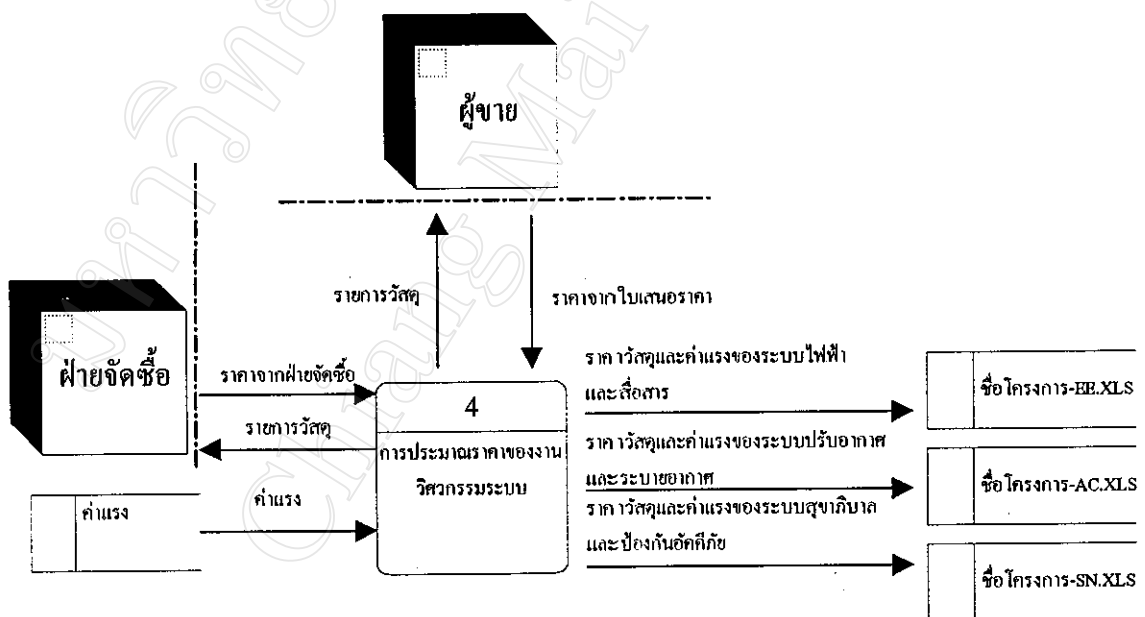 ผู้ขาย
รายการวัสดุ
ราคาจากใบเสนอราคา
ฝ่ายจัดซื้อ
ราคาจากฝ่ายจัดซื้อ
รายการวัสดุ
ค่าแรง
ค่าแรง
4
การประมาณราคาของงาน
วิศวกรรมระบบ
ราคาวัสดุและค่าแรงของระบบไฟฟ้า
และสื่อสาร
ชื่อโครงการ-EE.XLS
ราคาวัสดุและค่าแรงของระบบปรับอากาศ
และระบายอากาศ
ชื่อโครงการ-AC.XLS
ราคาวัสดุและค่าแรงของระบบสุขาภิบาล
และป้องกันอัคคีภัย
ชื่อโครงการ-SN.XLS
Chiang Mai